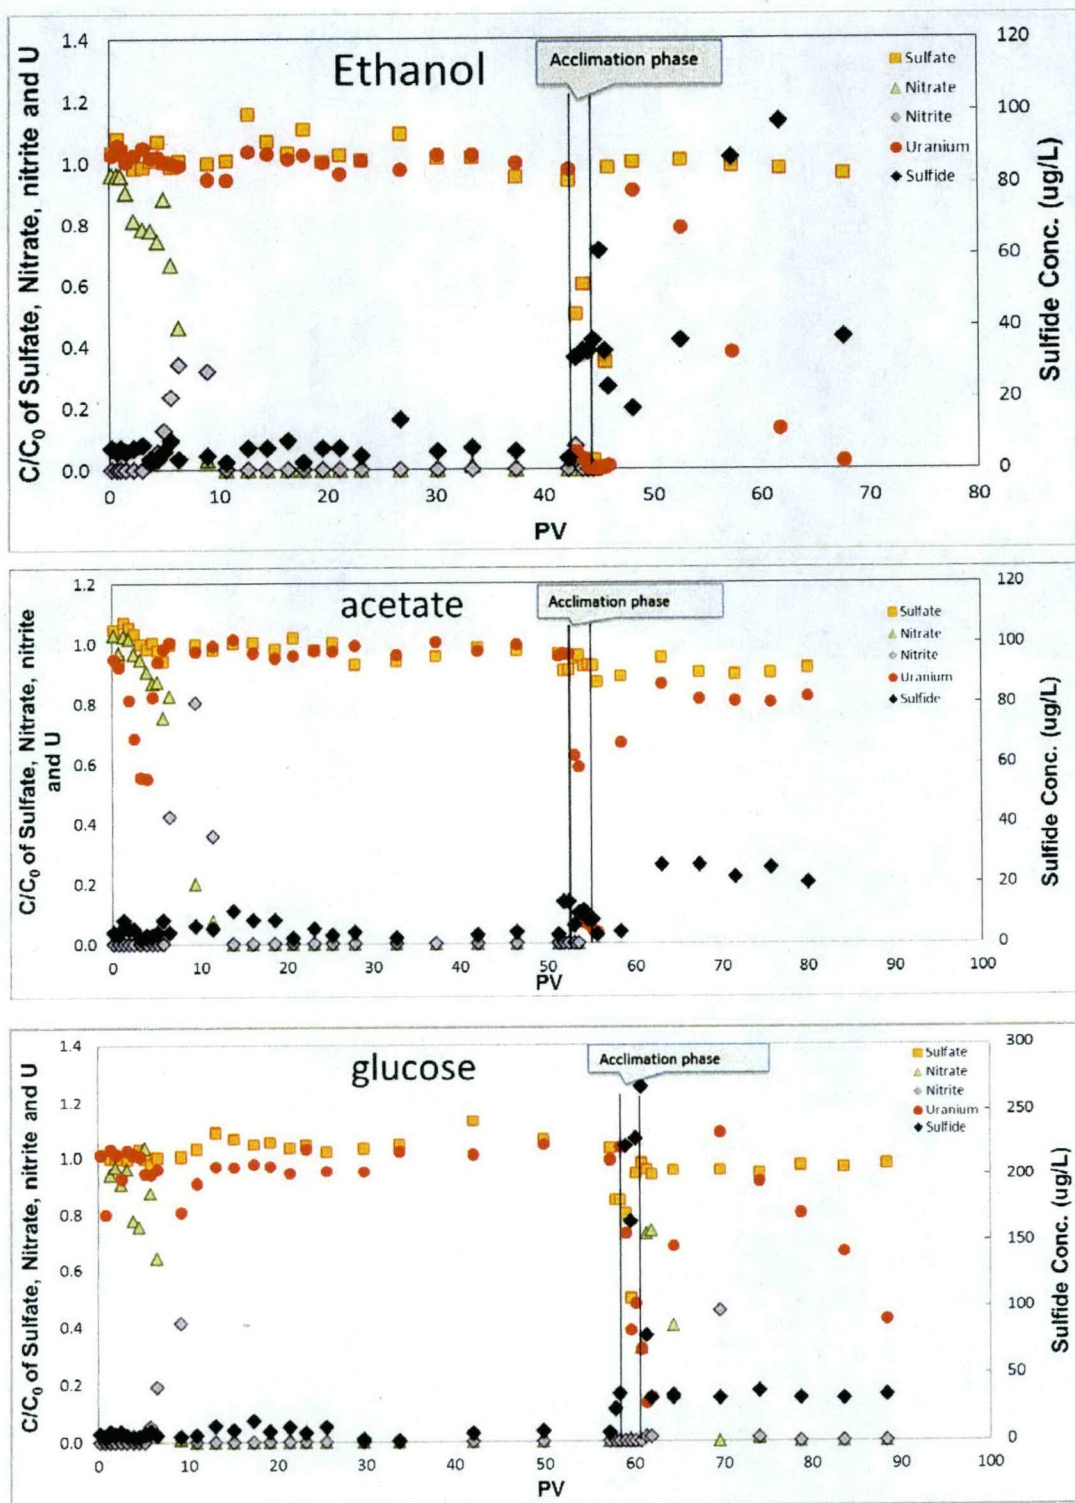 Ethanol
Acclimation phase
Sulfate
Nitrate
Nitrite
Uranium
Sulfide
C/C0 of Sulfate, Nitrate, nitrite and U
1.4
1.2
1.0
0.8
0.6
0.4
0.2
0.0
120
100
80
60
40
20
0
Sulfide Conc. (ug/L)
0 10 20 30 40 50 60 70 80
PV
acetate
Acclimation phase
Sulfate
Nitrate
Nitrite
Uranium
Sulfide
C/C0 of Sulfate, Nitrate, nitrite
and U
1.2
1.0
0.8
0.6
0.4
0.2
0.0
120
100
80
60
40
20
0
Sulfide Conc. (ug/L)
0 10 20 30 40 50 60 70 80 90 100
PV
glucose
Acclimation phase
Sulfate
Nitrate
Nitrite
Uranium
Sulfide
C/C0 of Sulfate, Nitrate, nitrite and U
1.4
1.2
1.0
0.8
0.6
0.4
0.2
0.0
300
250
200
150
100
50
0
Sulfide Conc. (ug/L)
0 10 20 30 40 50 60 70 80 90 100
PV